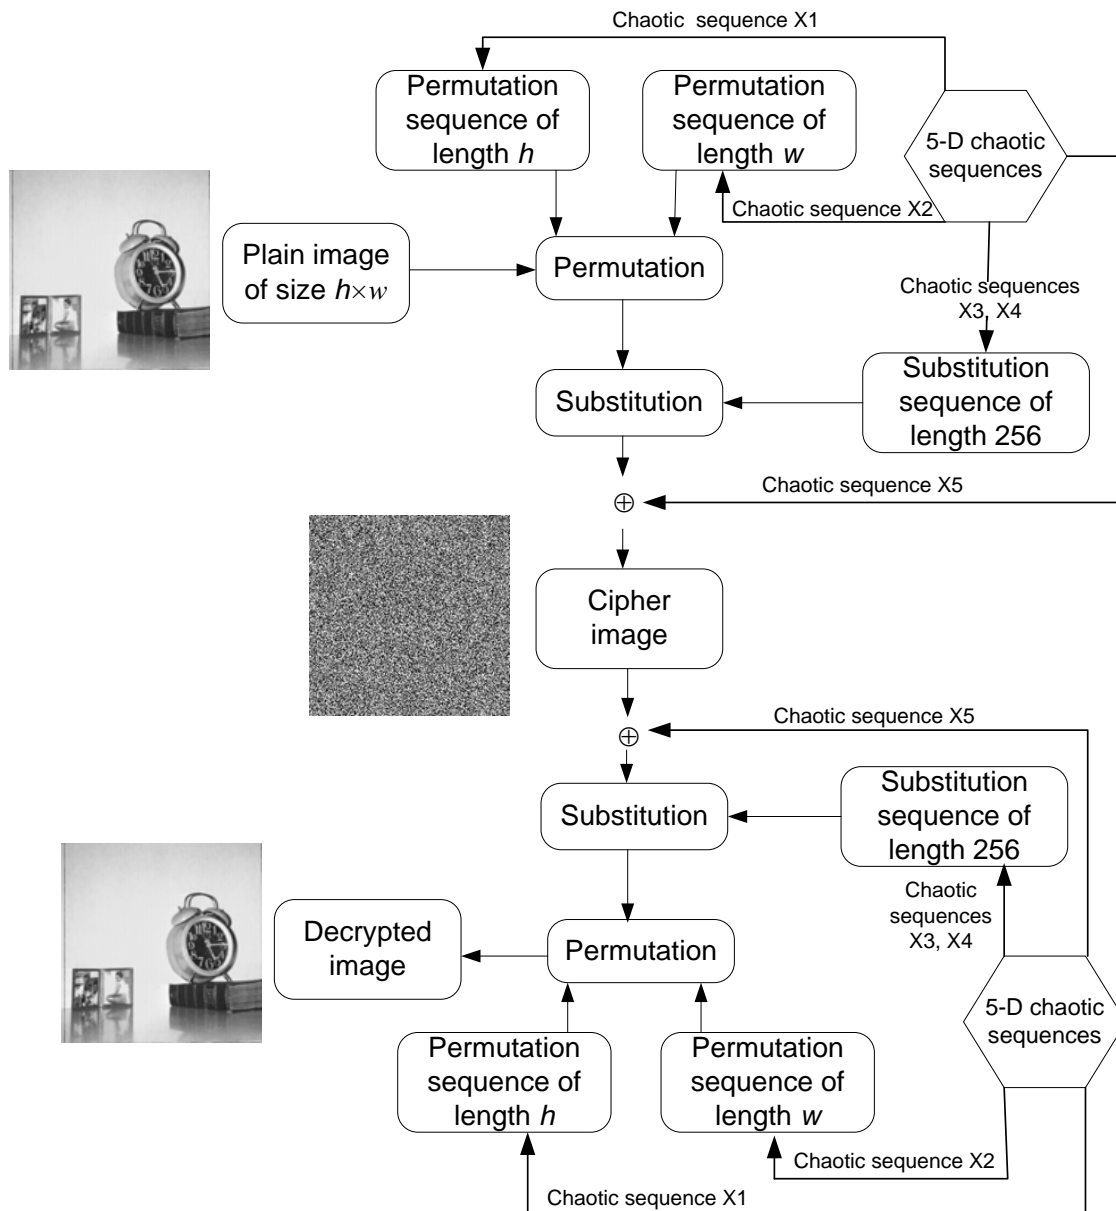 Chaotic sequence X1
Permutation
sequence of
length h
Permutation
sequence of
length w
5-D chaotic
sequences
Chaotic sequence X2
Plain image
of size h×w
Permutation
Chaotic sequences
X3, X4
Substitution
Substitution
sequence of
length 256
Chaotic sequence X5
⊕
Cipher
image
Chaotic sequence X5
⊕
Substitution
Substitution
sequence of
length 256
Chaotic
sequences
X3, X4
Decrypted
image
Permutation
5-D chaotic
sequences
Permutation
sequence of
length h
Permutation
sequence of
length w
Chaotic sequence X2
Chaotic sequence X1